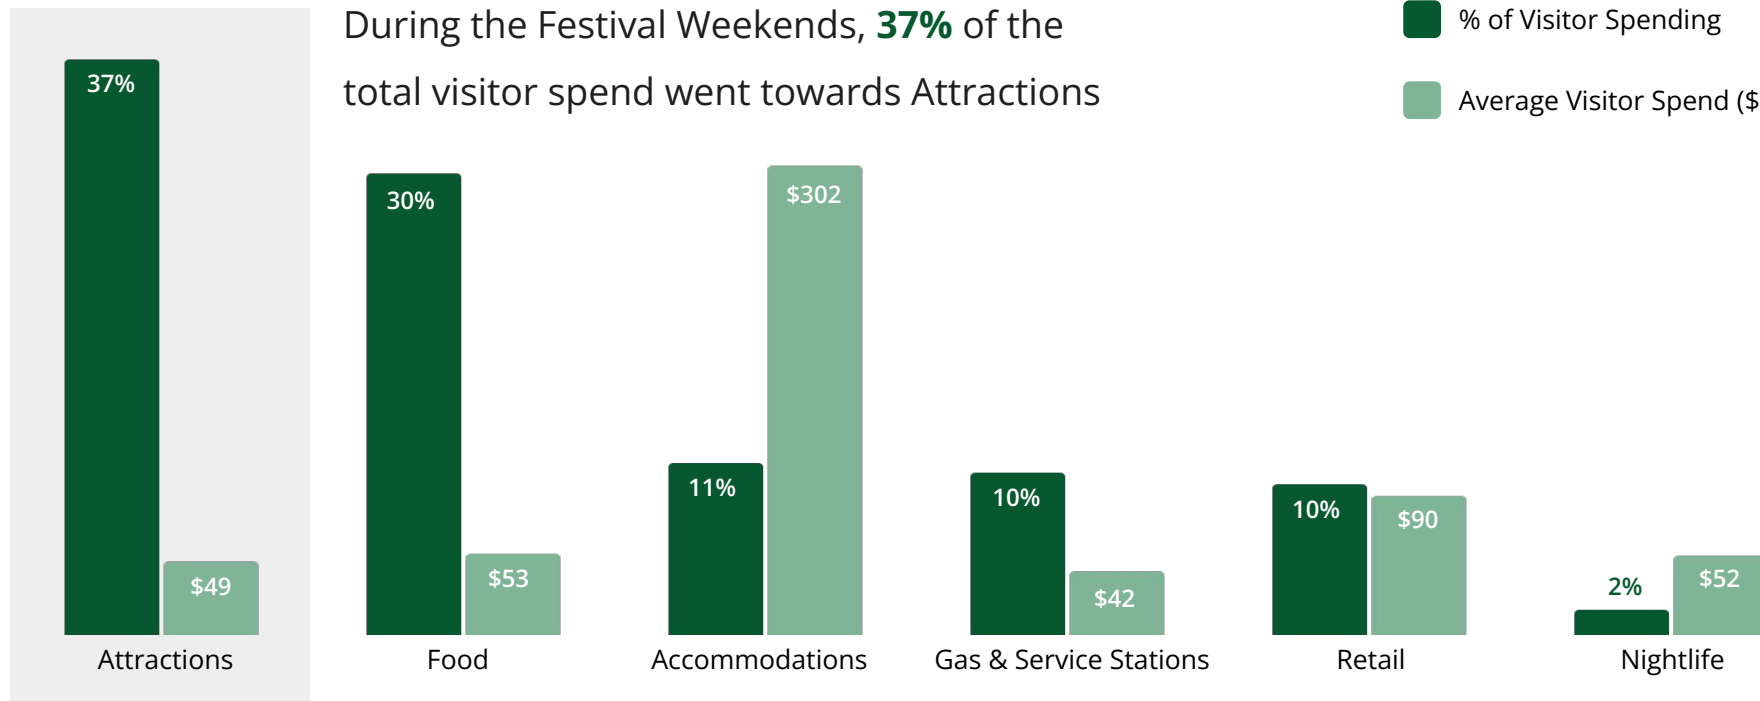 During the Festival Weekends, 37% of the
total visitor spend went towards Attractions
% of Visitor Spending
Average Visitor Spend ($
37%
$49
30%
$53
11%
$302
10%
$42
10%
$90
2%
$52
Attractions
Food
Accommodations
Gas & Service Stations
Retail
Nightlife